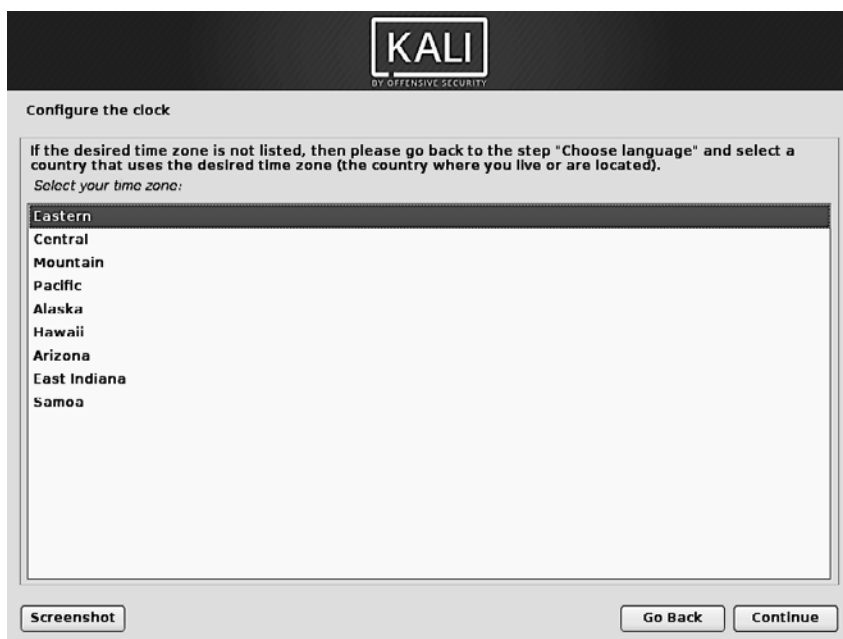 KALI
BY OFFENSIVE SECURITY
Configure the clock
If the desired time zone is not listed, then please go back to the step "Choose language" and select a
country that uses the desired time zone (the country where you live or are located).
Select your time zone:
Eastern
Central
Mountain
Pacific
Alaska
Hawaii
Arizona
East Indiana
Samoa
Screenshot
Go Back
Continue